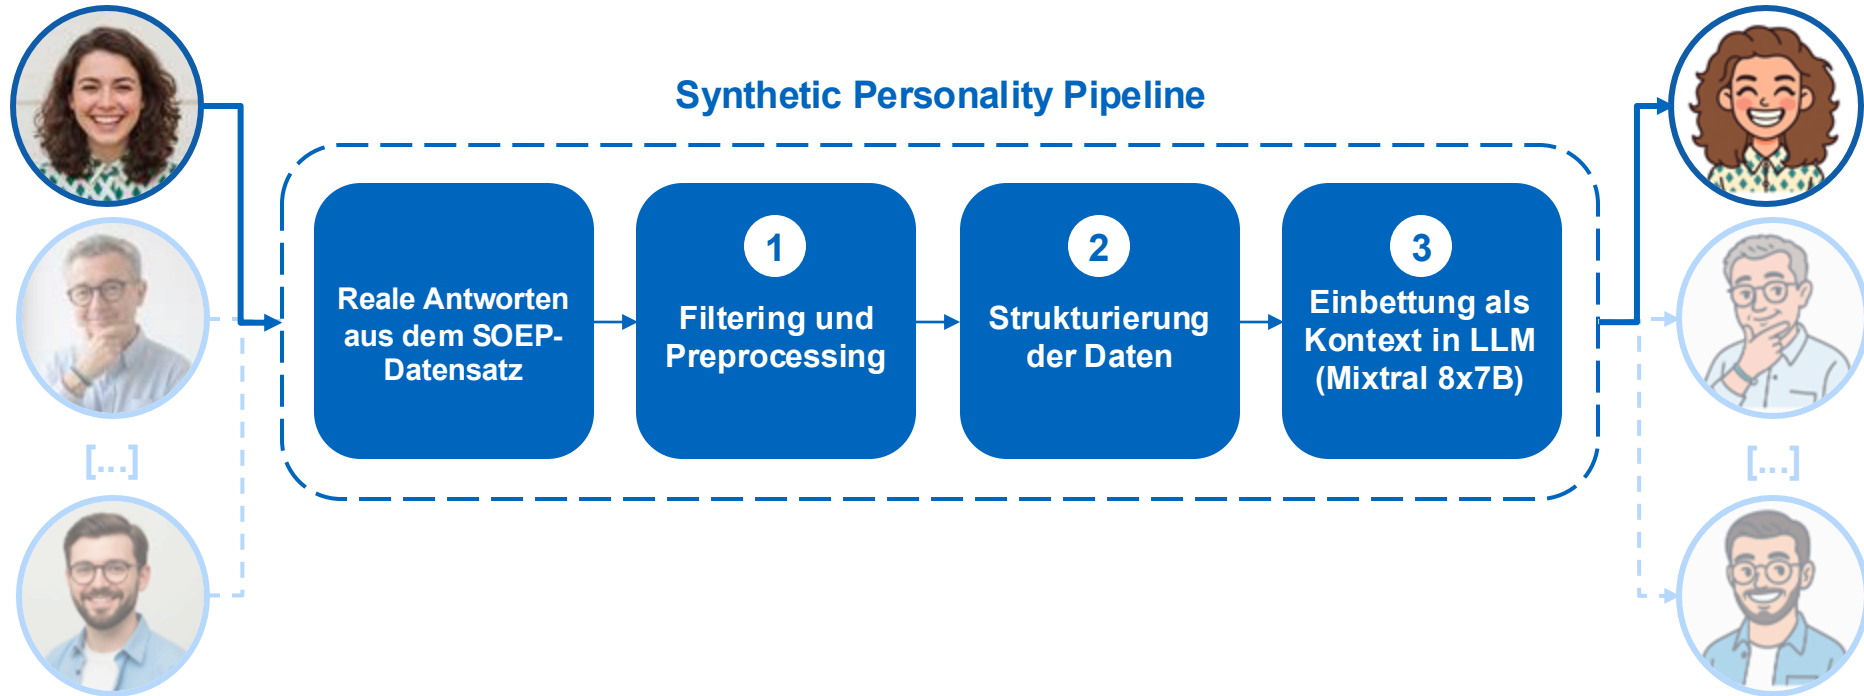 Synthetic Personality Pipeline
Reale Antworten
aus dem SOEP-
Datensatz
1
Filtering und
Preprocessing
2
Strukturierung
der Daten
3
Einbettung als
Kontext in LLM
(Mixtral 8x7B)
[...]
[...]